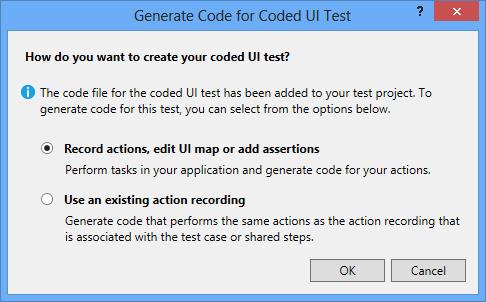 Generate Code for Coded UI Test
?
How do you want to create your coded UI test?
The code file for the coded UI test has been added to your test project. To
generate code for this test, you can select from the options below.
Record actions, edit UI map or add assertions
Perform tasks in your application and generate code for your actions.
Use an existing action recording
Generate code that performs the same actions as the action recording that
is associated with the test case or shared steps.
OK Cancel